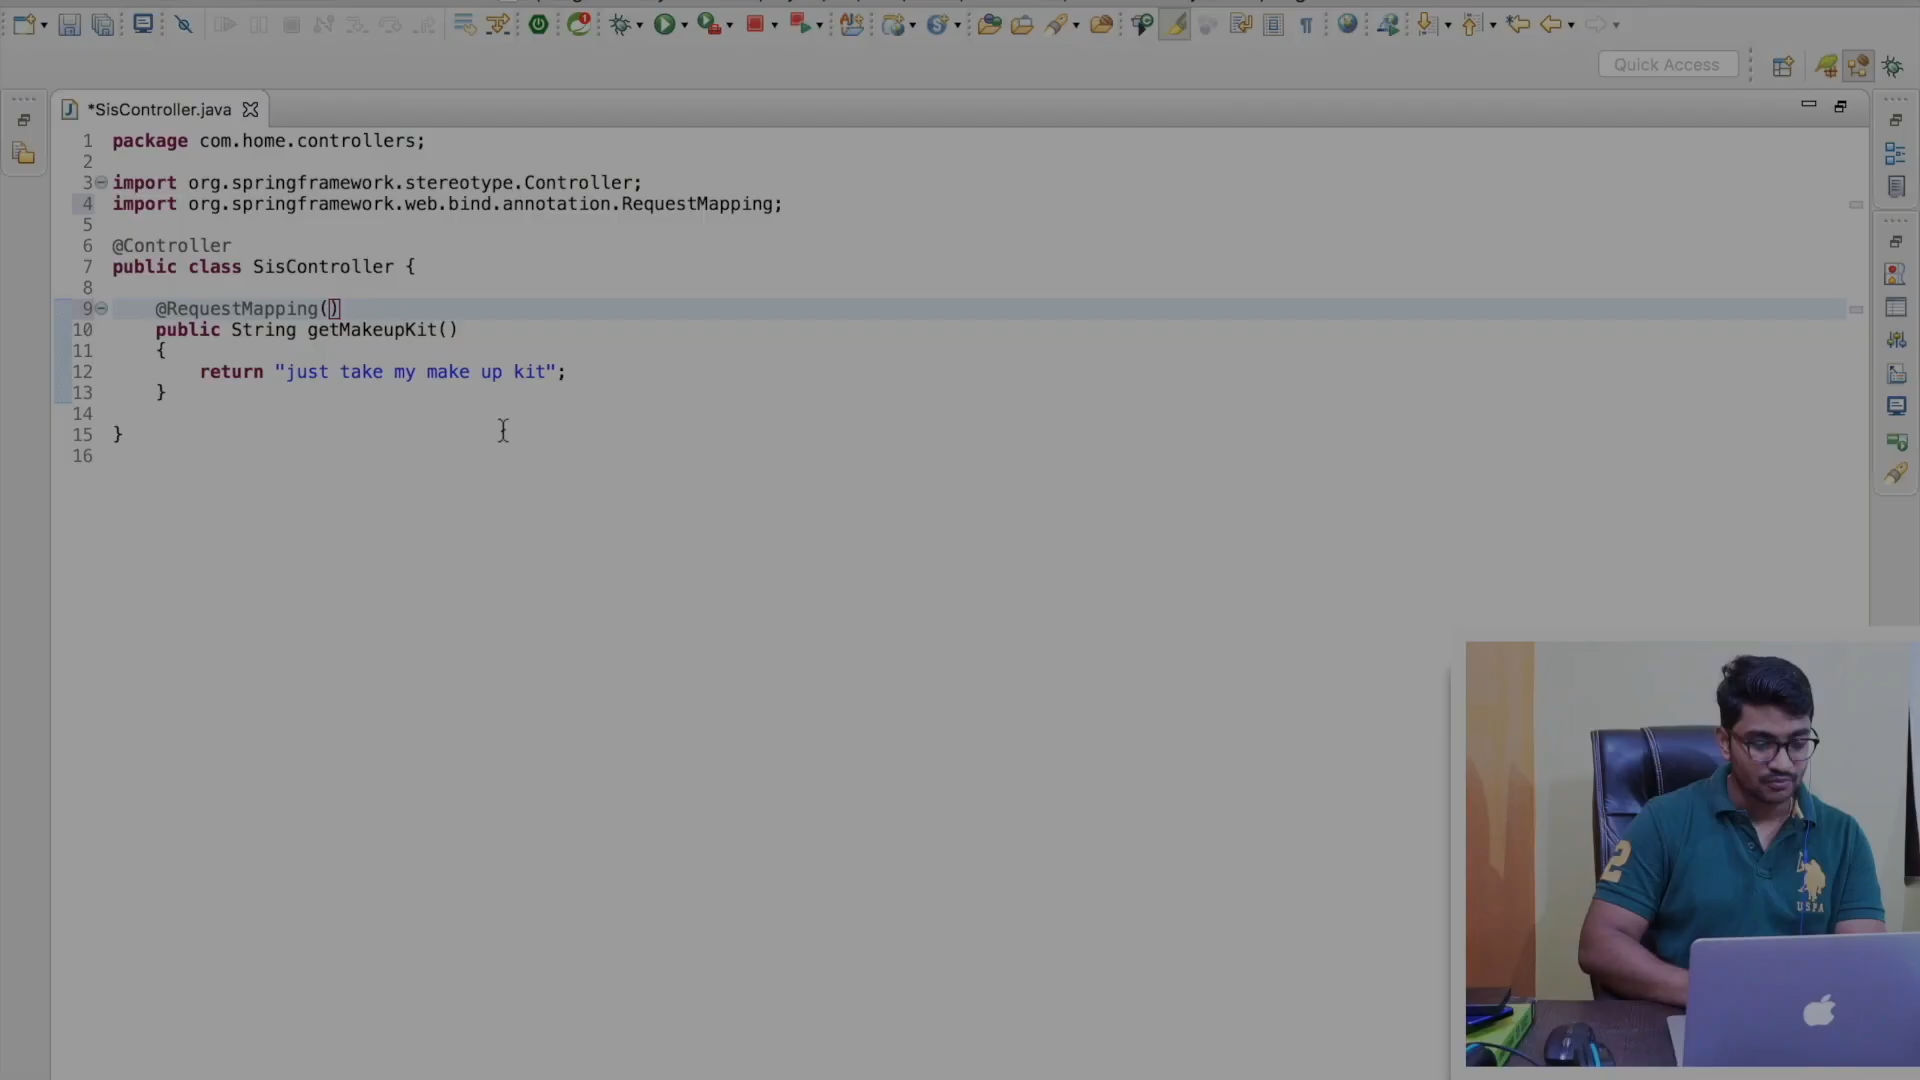 Quick Access
*SisController.java
1 package com.home.controllers;
2
3 import org.springframework.stereotype.Controller;
4 import org.springframework.web.bind.annotation.RequestMapping;
5
6 @Controller
7 public class SisController {
8
9 @RequestMapping()
10 public String getMakeupKit()
11 {
12 return "just take my make up kit";
13 }
14
15 }
16
2
USPA